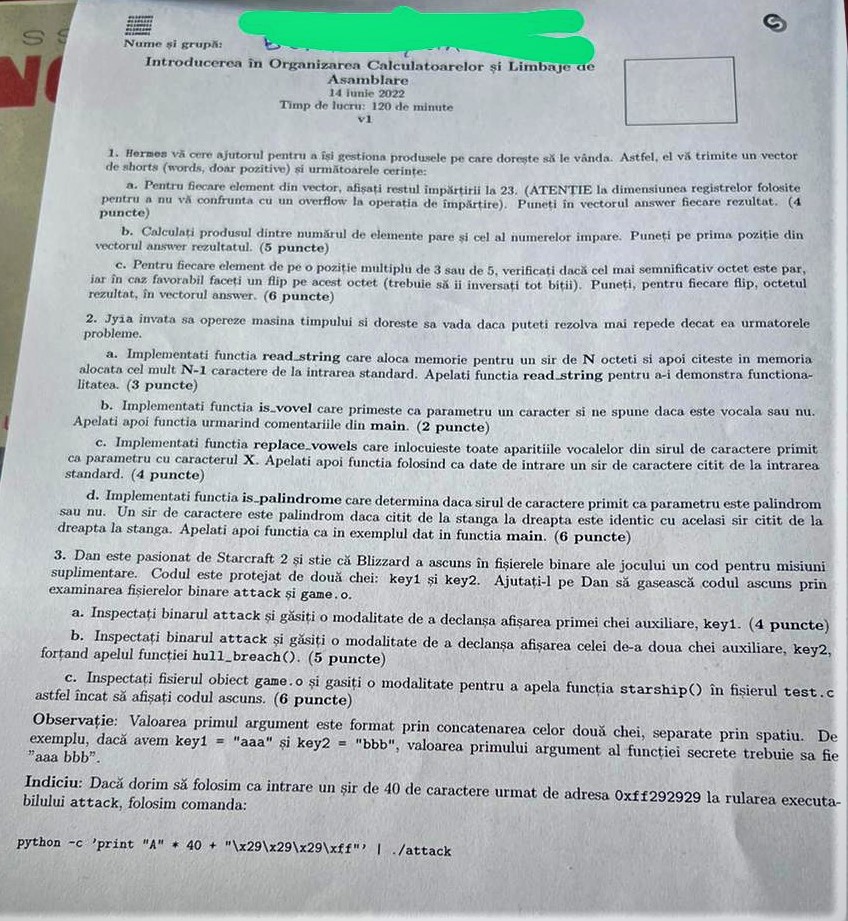 Nume și grupă:
Introducerea în Organizarea Calculatoarelor și Limbaje de
Asamblare
14 iunie 2022
Timp de lucru: 120 de minute
v1
1. Hermes vă cere ajutorul pentru a își gestiona produsele pe care dorește să le vânda. Astfel, el vă trimite un vector
de shorts (words, doar pozitive) și următoarele cerințe:
a. Pentru fiecare element din vector, afișați restul împărțirii la 23. (ATENTIE la dimensiunea registrelor folosite
pentru a nu vă confrunta cu un overflow la operația de împărțire). Puneți în vectorul answer fiecare rezultat. (4
puncte)
b. Calculați produsul dintre numărul de elemente pare și cel al numerelor impare. Puneți pe prima poziție din
vectorul answer rezultatul. (5 puncte)
c. Pentru fiecare element de pe o poziție multiplu de 3 sau de 5, verificați dacă cel mai semnificativ octet este par,
iar în caz favorabil faceți un flip pe acest octet (trebuie să ii inversați tot biții). Puneți, pentru fiecare flip, octetul
rezultat, în vectorul answer. (6 puncte)
2. Jyia invata sa opereze masina timpului si doreste sa vada daca puteti rezolva mai repede decat ea urmatorele
probleme.
a. Implementati functia read_string care aloca memorie pentru un sir de N octeti si apoi citeste in memoria
alocata cel mult N-1 caractere de la intrarea standard. Apelati functia read_string pentru a-i demonstra functiona-
litatea. (3 puncte)
b. Implementati functia is_vovel care primeste ca parametru un caracter si ne spune daca este vocala sau nu.
Apelati apoi functia urmarind comentariile din main. (2 puncte)
c. Implementati functia replace_vowels care inlocuieste toate aparitiile vocalelor din sirul de caractere primit
ca parametru cu caracterul X. Apelati apoi functia folosind ca date de intrare un sir de caractere citit de la intrarea
standard. (4 puncte)
d. Implementati functia is_palindrome care determina daca sirul de caractere primit ca parametru este palindrom
sau nu. Un sir de caractere este palindrom daca citit de la stanga la dreapta este identic cu acelasi sir citit de la
dreapta la stanga. Apelati apoi functia ca in exemplul dat in functia main. (6 puncte)
3. Dan este pasionat de Starcraft 2 și stie că Blizzard a ascuns în fișierele binare ale jocului un cod pentru misiuni
suplimentare. Codul este protejat de două chei: key1 și key2. Ajutați-l pe Dan să gasească codul ascuns prin
examinarea fișierelor binare attack și game.o.
a. Inspectați binarul attack și găsiți o modalitate de a declanșa afișarea primei chei auxiliare, key1. (4 puncte)
b. Inspectați binarul attack și găsiți o modalitate de a declanșa afișarea celei de-a doua chei auxiliare, key2,
forțand apelul funcției hull_breach(). (5 puncte)
c. Inspectați fisierul obiect game.o și gasiți o modalitate pentru a apela funcția starship() în fișierul test.c
astfel încat să afișați codul ascuns. (6 puncte)
Observație: Valoarea primul argument este format prin concatenarea celor două chei, separate prin spatiu. De
exemplu, dacă avem key1 = "aaa" și key2 = "bbb", valoarea primului argument al funcției secrete trebuie sa fie
"aaa bbb".
Indiciu: Dacă dorim să folosim ca intrare un șir de 40 de caractere urmat de adresa 0xff292929 la rularea executa-
bilului attack, folosim comanda:
python -c 'print "A" * 40 + "\x29\x29\x29\xff"' | ./attack